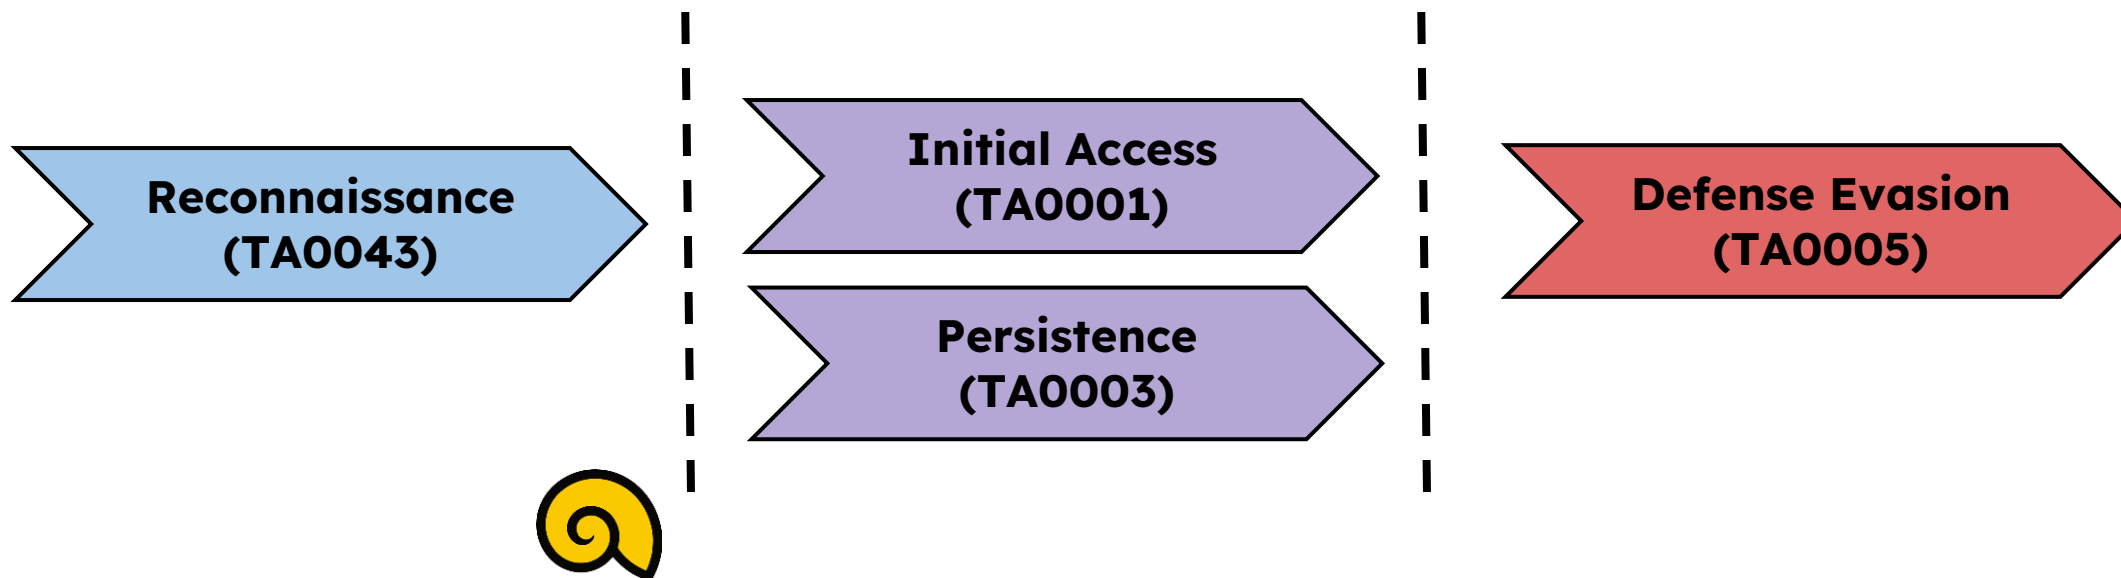 Reconnaissance
(TA0043)
Initial Access
(TA0001)
Persistence
(TA0003)
Defense Evasion
(TA0005)